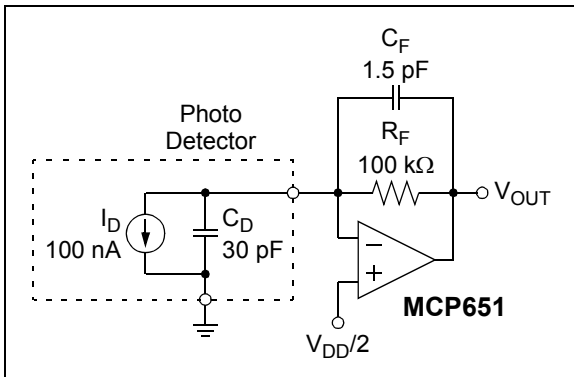 C_F
1.5 pF
Photo
Detector
R_F
100 kΩ
V_OUT
I_D
100 nA
C_D
30 pF
−
+
MCP651
V_DD/2